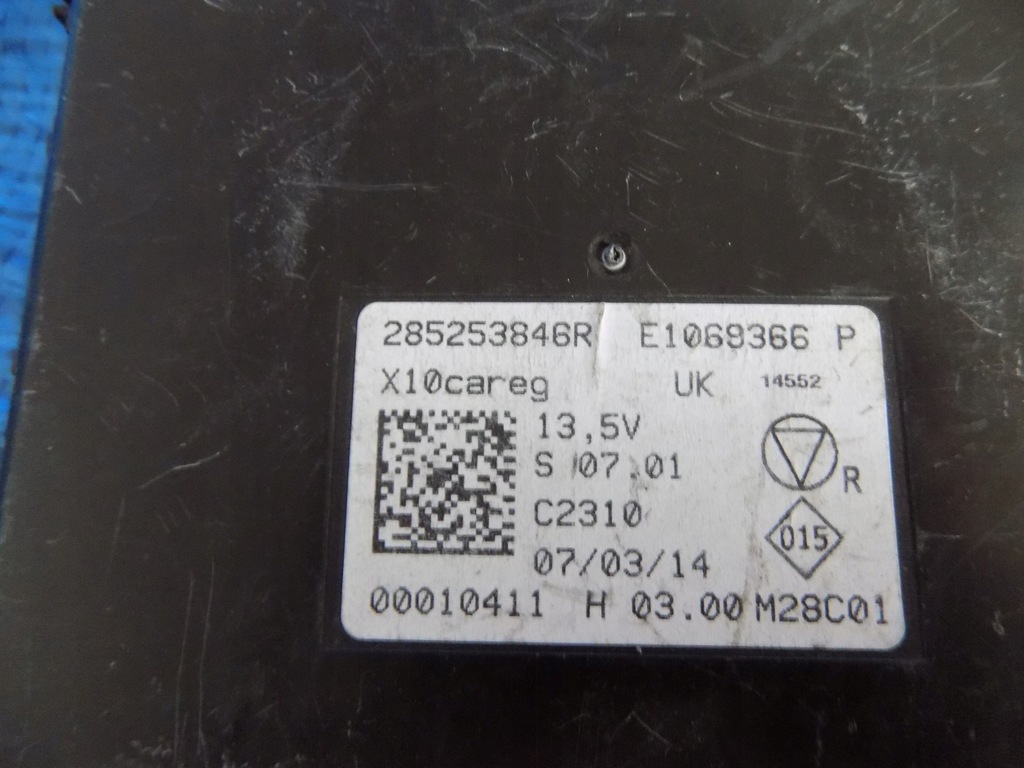 285253846R E1069366 P
X10careg UK 14552
13,5V
S 07.01
R
C2310
015
07/03/14
00010411 H 03.00 M28C01